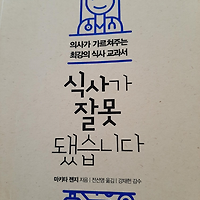 의사가 가르쳐주는
최강의 식사 교과서
식사가
잘못
됐습니다
마키타 젠지 지음 | 전선영 옮김 | 강재헌 감수